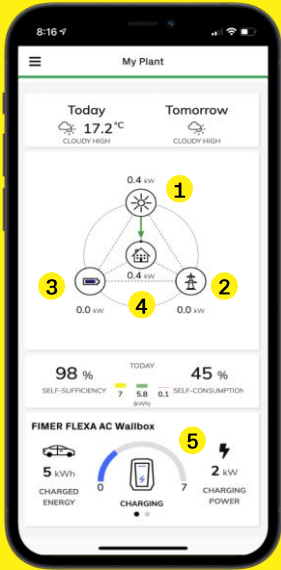 8:16
My Plant
Today
17.2°C
CLOUDY HIGH
Tomorrow
CLOUDY HIGH
0.4 kW
1
3
2
0.4 kW
4
0.0 kW
0.0 kW
98 %
SELF-SUFFICIENCY
TODAY
7 5.8 0.1
(kWh)
45 %
SELF-CONSUMPTION
FIMER FLEXA AC Wallbox
5
5 kWh
CHARGED
ENERGY
0
7
CHARGING
2 kW
CHARGING
POWER